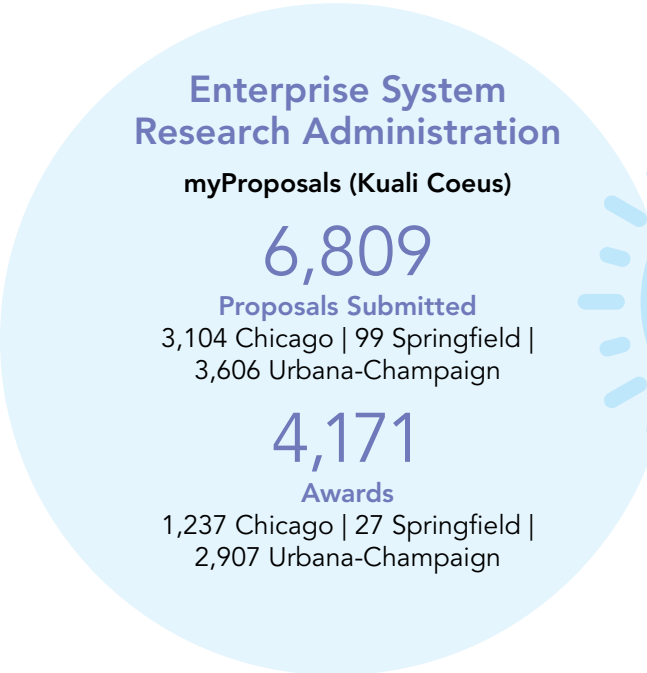 Enterprise System
Research Administration
myProposals (Kuali Coeus)
6,809
Proposals Submitted
3,104 Chicago | 99 Springfield |
3,606 Urbana-Champaign
4,171
Awards
1,237 Chicago | 27 Springfield |
2,907 Urbana-Champaign